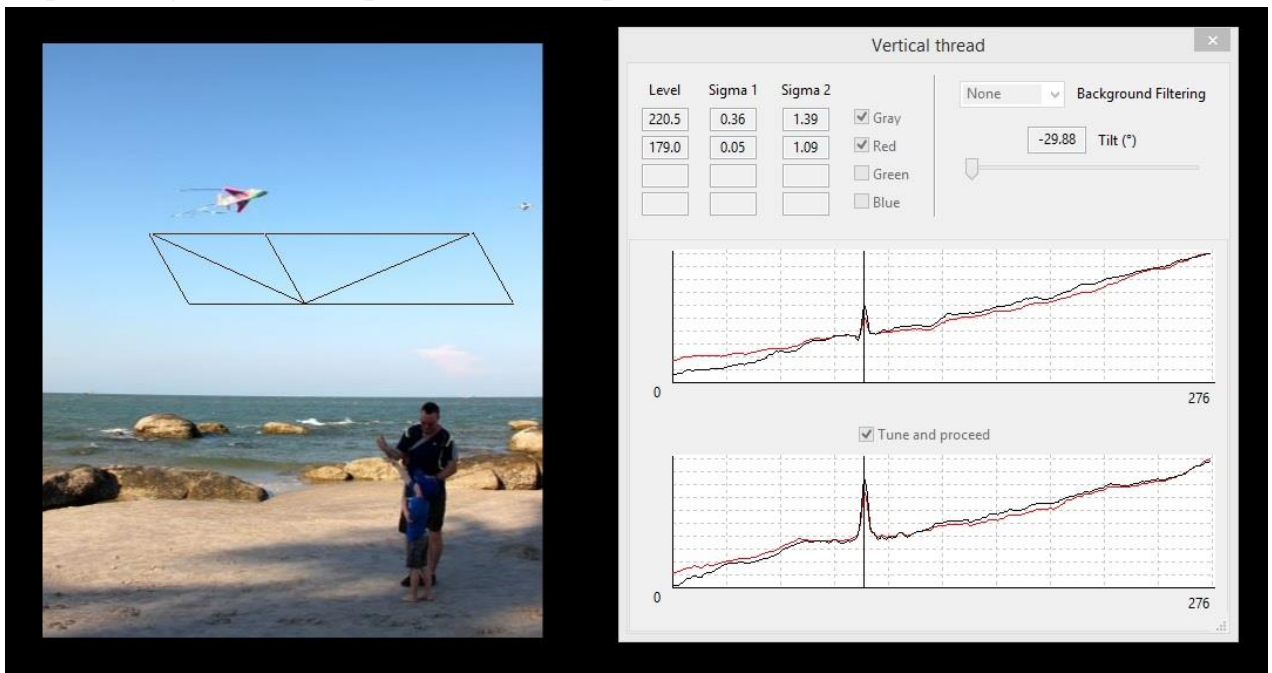 Vertical thread
Level Sigma 1 Sigma 2
220.5 0.36 1.39 Gray
179.0 0.05 1.09 Red
Green
Blue
None Background Filtering
-29.88 Tilt (°)
0 276
Tune and proceed
0 276